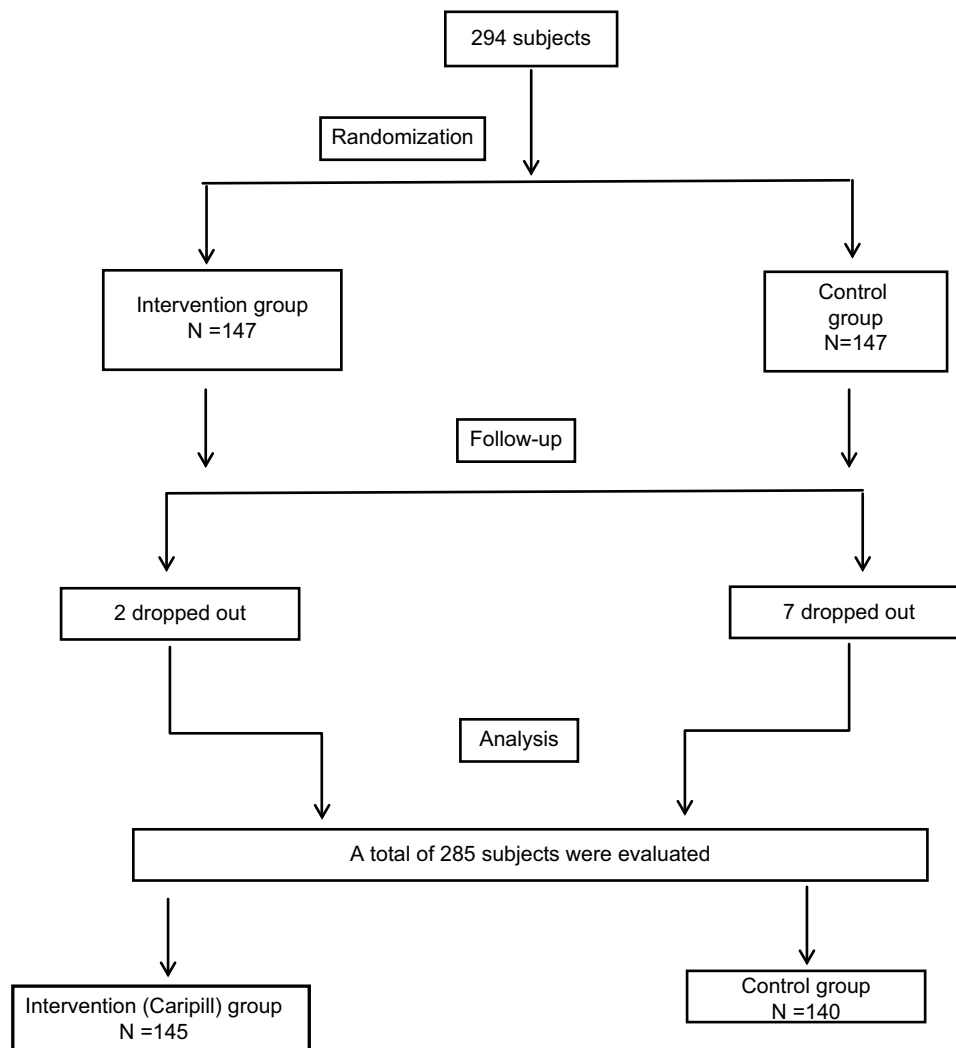 294 subjects
Randomization
Intervention group
N =147
Control
group
N=147
Follow-up
2 dropped out
7 dropped out
Analysis
A total of 285 subjects were evaluated
Intervention (Caripill) group
N =145
Control group
N =140